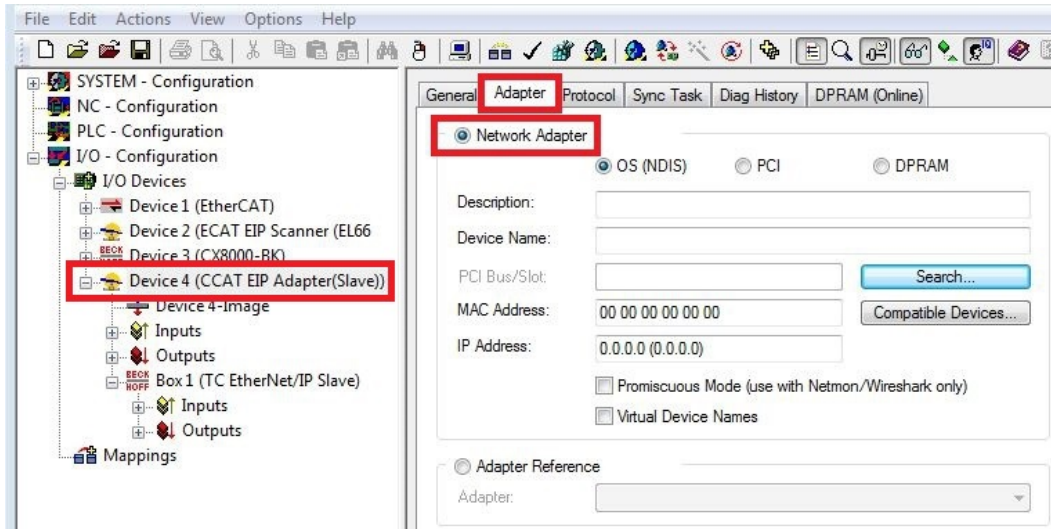 File Edit Actions View Options Help
SYSTEM - Configuration
NC - Configuration
PLC - Configuration
I/O - Configuration
I/O Devices
Device 1 (EtherCAT)
Device 2 (ECAT EIP Scanner (EL66
BECK HOFF Device 3 (CX8000-BK)
Device 4 (CCAT EIP Adapter(Slave))
Device 4-Image
Inputs
Outputs
BECK HOFF Box 1 (TC EtherNet/IP Slave)
Inputs
Outputs
Mappings
General Adapter Protocol Sync Task Diag History DPRAM (Online)
Network Adapter
OS (NDIS) PCI DPRAM
Description:
Device Name:
PCI Bus/Slot: Search...
MAC Address: 00 00 00 00 00 00 Compatible Devices...
IP Address: 0.0.0.0 (0.0.0.0)
Promiscuous Mode (use with Netmon/Wireshark only)
Virtual Device Names
Adapter Reference
Adapter: